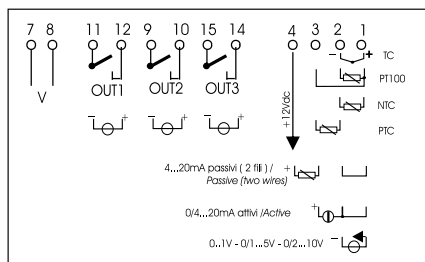 7 8 11 12 9 10 15 14 4 3 2 1
− + TC
PT100
V OUT1 OUT2 OUT3
NTC
+12Vdc
− + − + − +
PTC
4...20mA passivi ( 2 fili ) / +
Passive (two wires)
0/4...20mA attivi /Active +
0..1V - 0/1...5V - 0/2...10V −